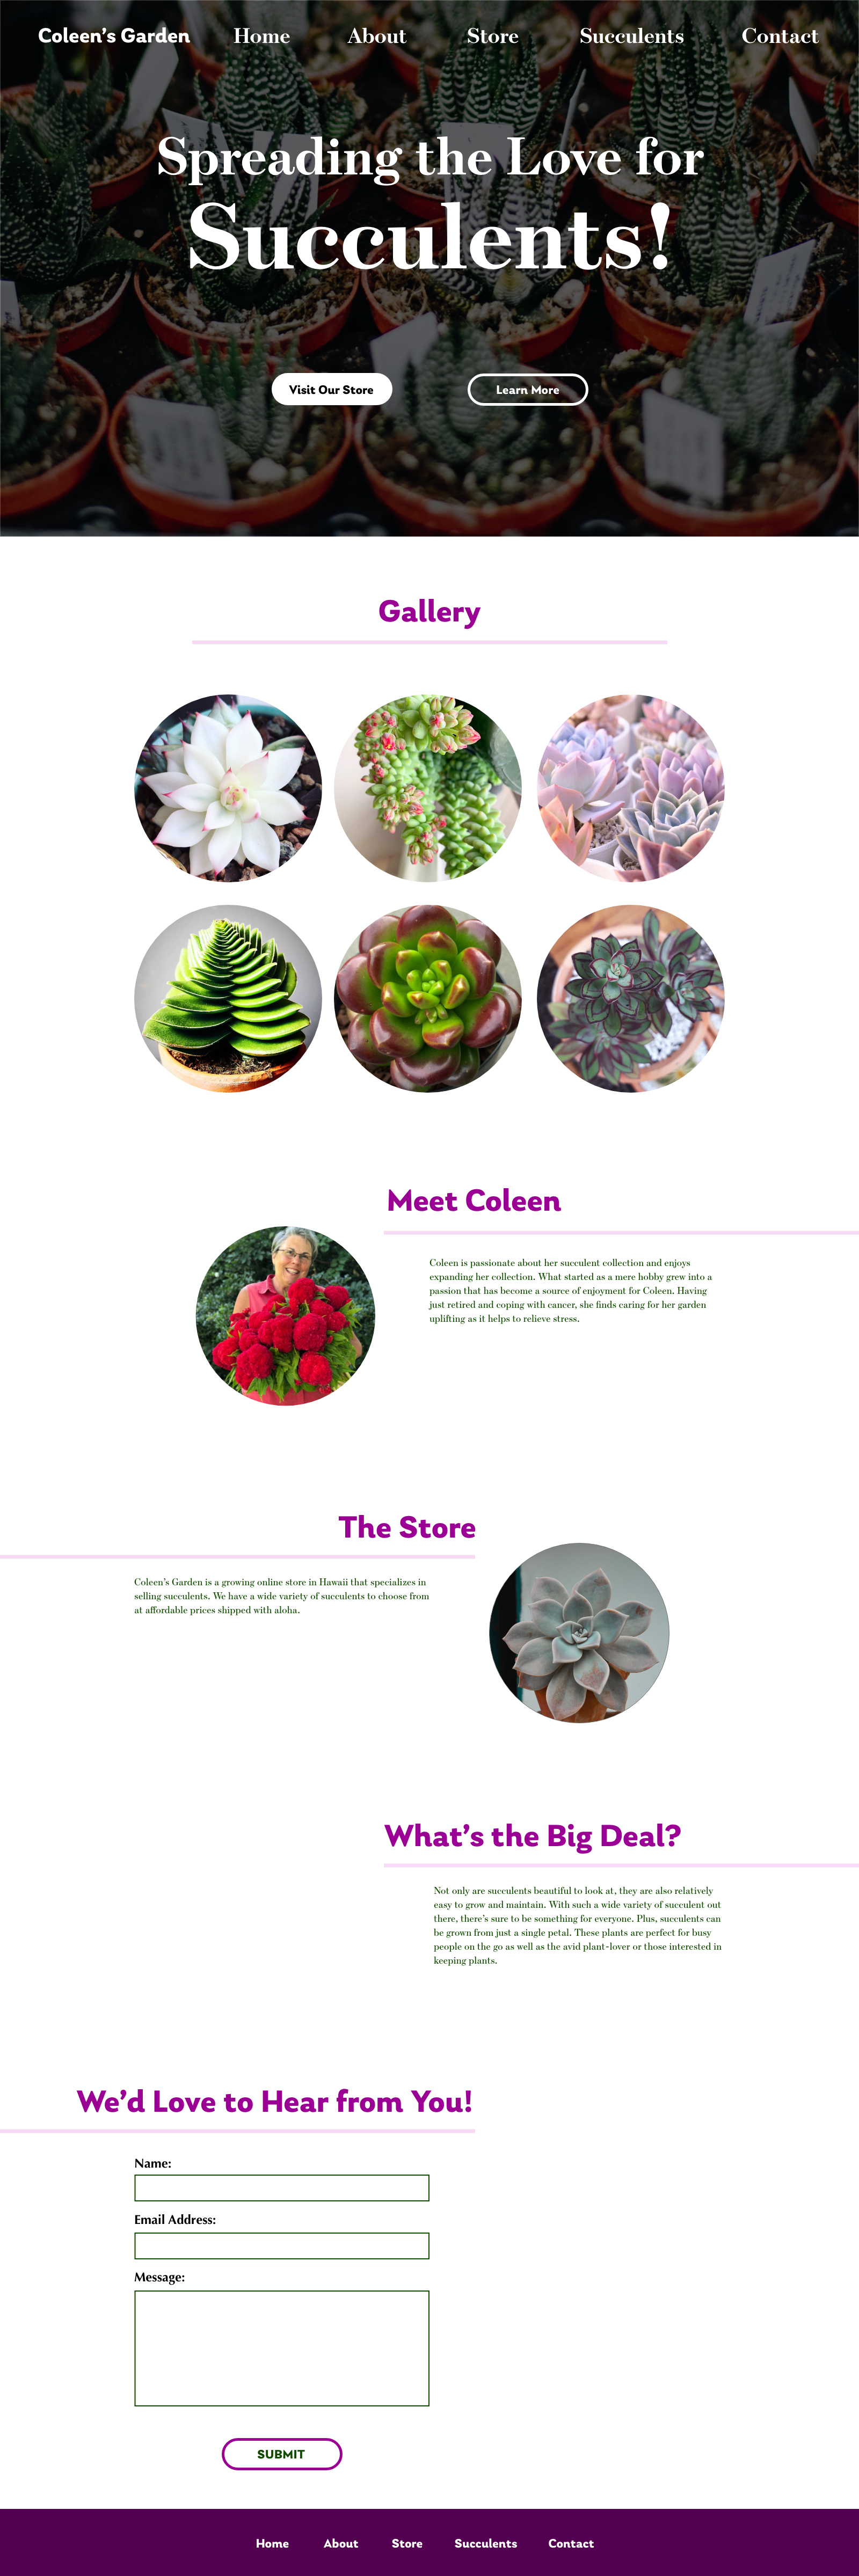 Coleen's Garden Home About Store Succulents Contact
Spreading the Love for
Succulents!
Visit Our Store Learn More
Gallery
Meet Coleen
Coleen is passionate about her succulent collection and enjoys
expanding her collection. What started as a mere hobby grew into a
passion that has become a source of enjoyment for Coleen. Having
just retired and coping with cancer, she finds caring for her garden
uplifting as it helps to relieve stress.
The Store
Coleen's Garden is a growing online store in Hawaii that specializes in
selling succulents. We have a wide variety of succulents to choose from
at affordable prices shipped with aloha.
What's the Big Deal?
Not only are succulents beautiful to look at, they are also relatively
easy to grow and maintain. With such a wide variety of succulent out
there, there's sure to be something for everyone. Plus, succulents can
be grown from just a single petal. These plants are perfect for busy
people on the go as well as the avid plant-lover or those interested in
keeping plants.
We'd Love to Hear from You!
Name:
Email Address:
Message:
SUBMIT
Home About Store Succulents Contact